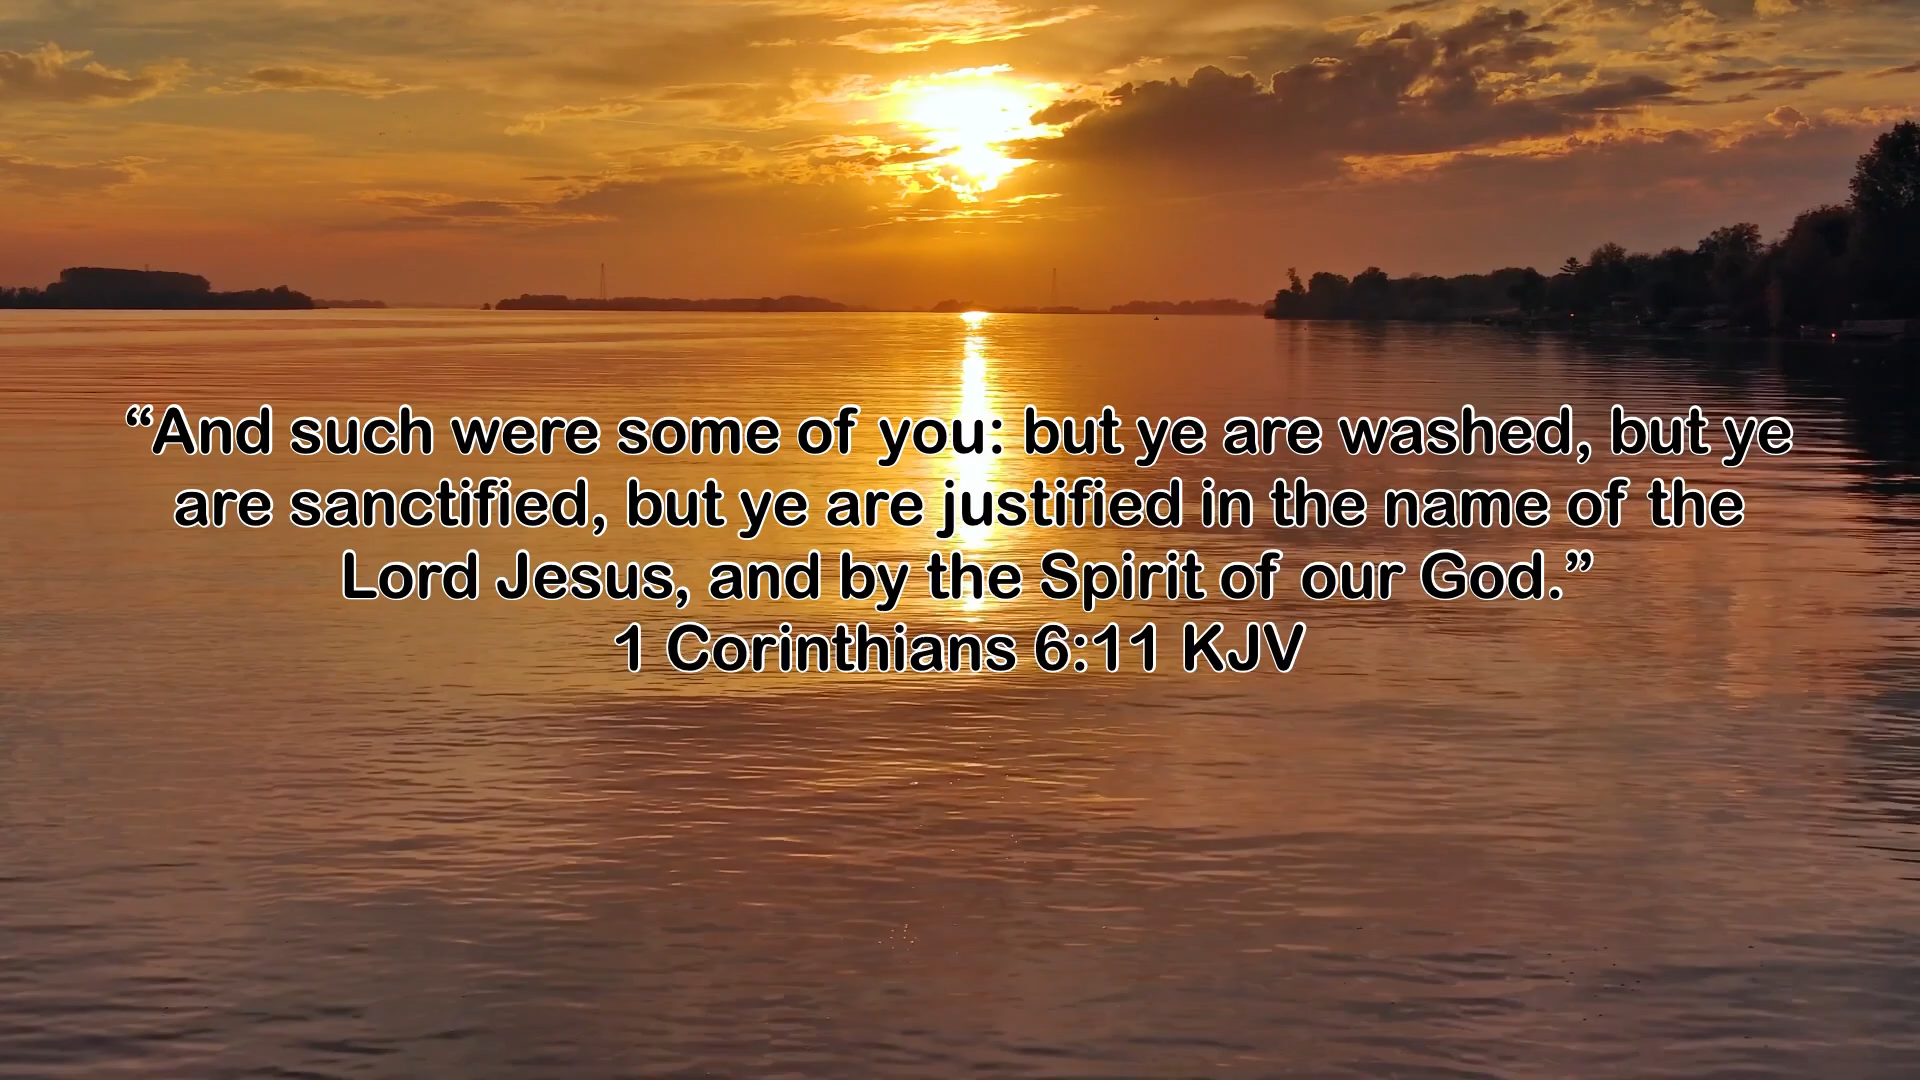 “And such were some of you: but ye are washed, but ye
are sanctified, but ye are justified in the name of the
Lord Jesus, and by the Spirit of our God.”
1 Corinthians 6:11 KJV